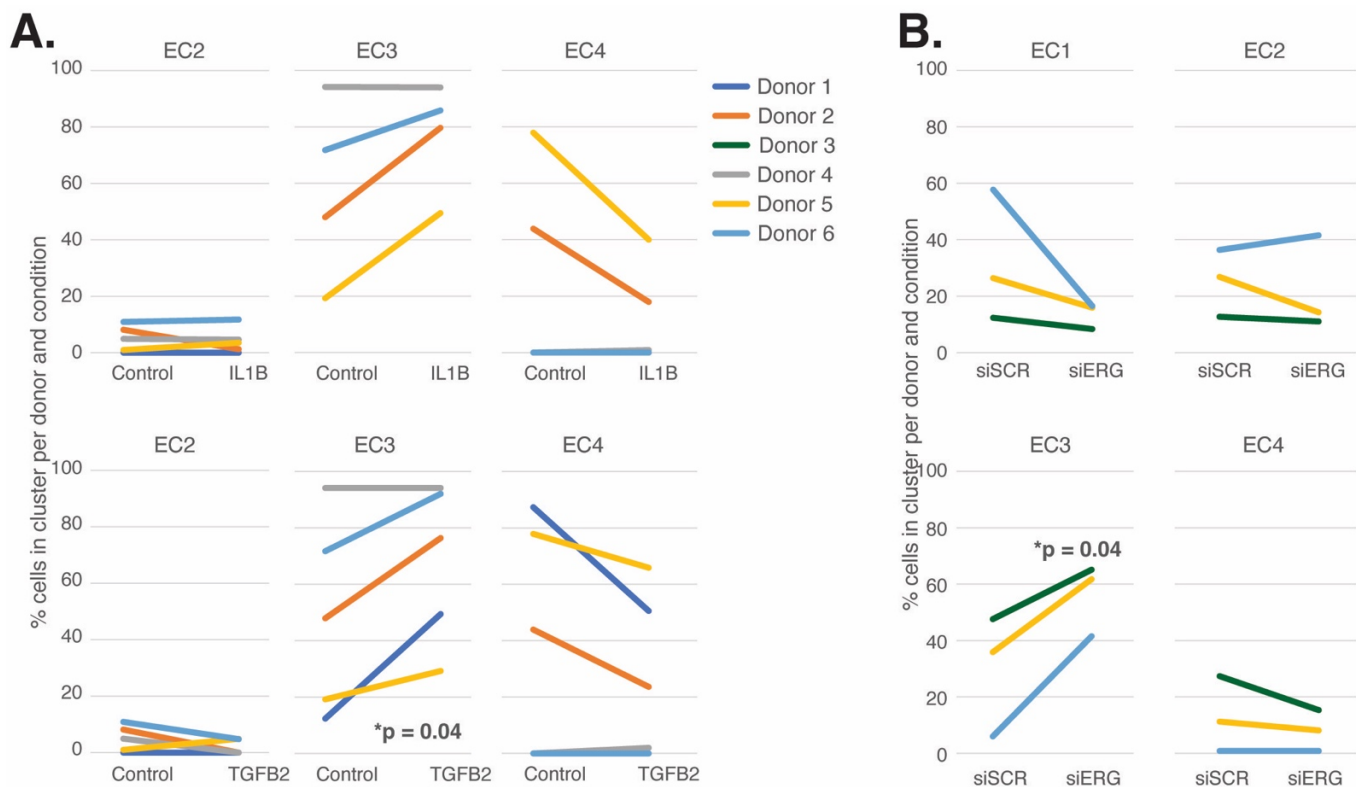 A.
EC2 EC3 EC4
% cells in cluster per donor and condition
100
80
60
40
20
0
Control IL1B Control IL1B Control IL1B
Donor 1
Donor 2
Donor 3
Donor 4
Donor 5
Donor 6
EC2 EC3 EC4
100
80
60
40
20
0
*p = 0.04
Control TGFB2 Control TGFB2 Control TGFB2
B.
EC1 EC2
% cells in cluster per donor and condition
100
80
60
40
20
0
siSCR siERG siSCR siERG
EC3 EC4
100
80
60
40
20
0
*p = 0.04
siSCR siERG siSCR siERG